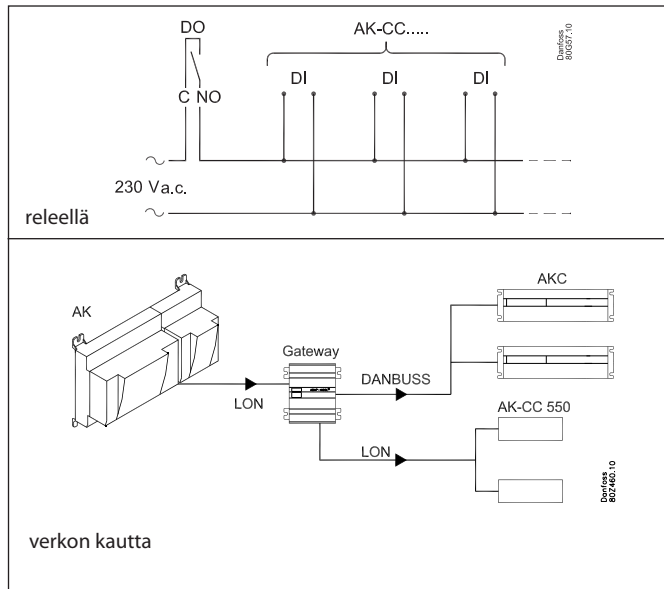 DO
AK-CC.....
DI DI DI
C NO
230 Va.c.
releellä
Danfoss
80G57.10
AK
Gateway
AKC
LON
DANBUSS
AK-CC 550
LON
verkon kautta
Danfoss
80Z460.10